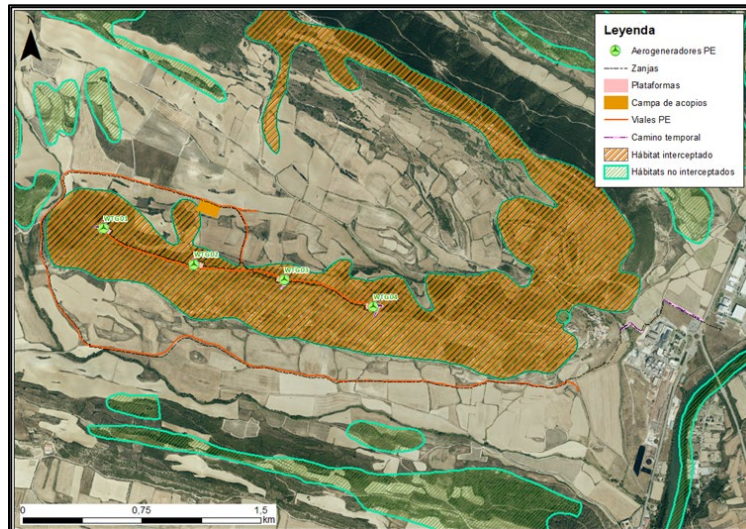 Leyenda
Aerogeneradores PE
Zanjas
Plataformas
Campa de acopios
Viales PE
Camino temporal
Hábitat interceptado
Hábitats no interceptados
WTG01
WTG02
WTG03
WTG04
0 0,75 1,5
km